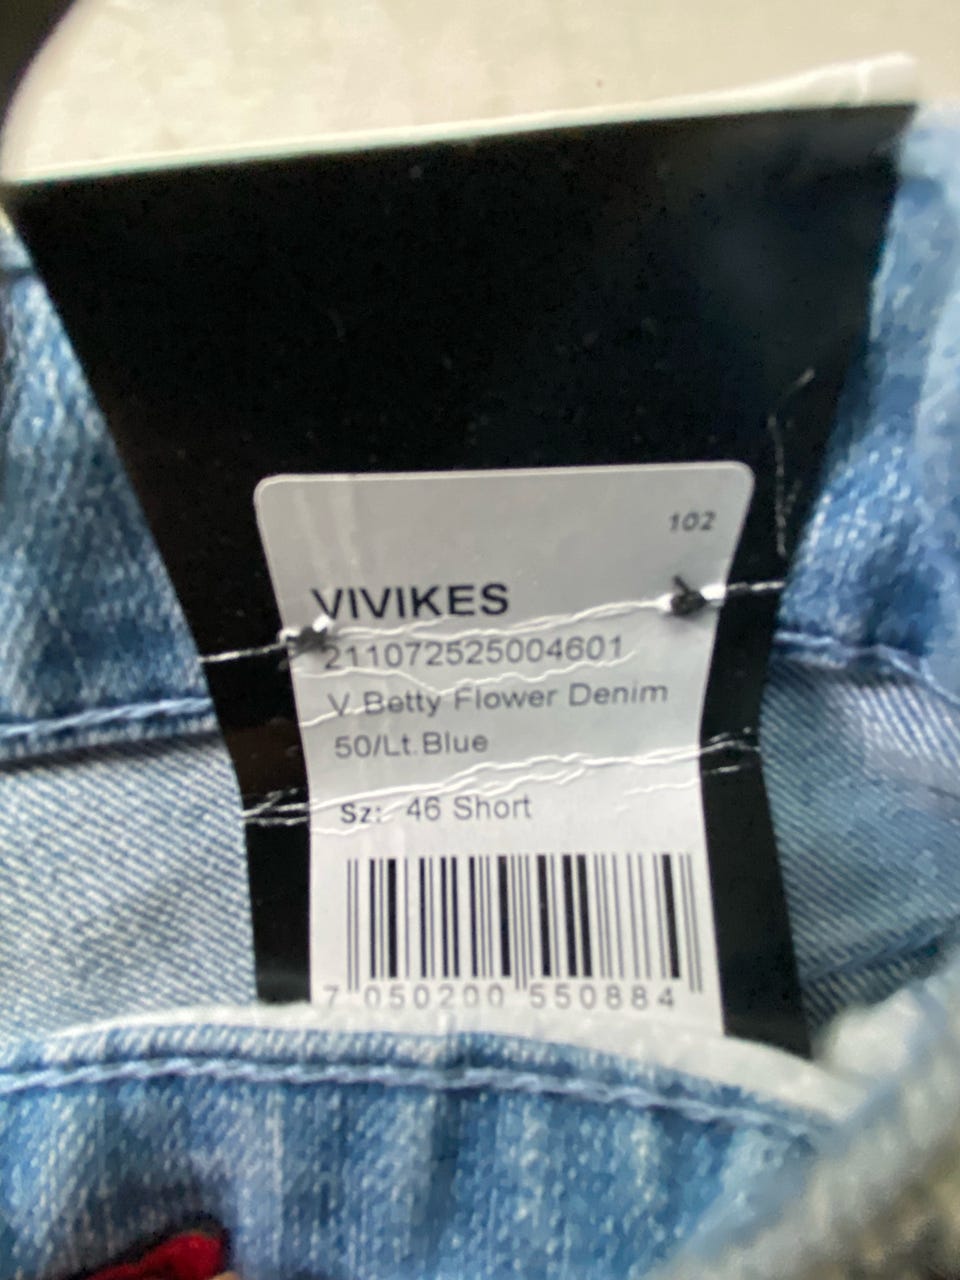 102
VIVIKES
211072525004601
V.Betty Flower Denim
50/Lt.Blue
Sz: 46 Short
7 050200 550884